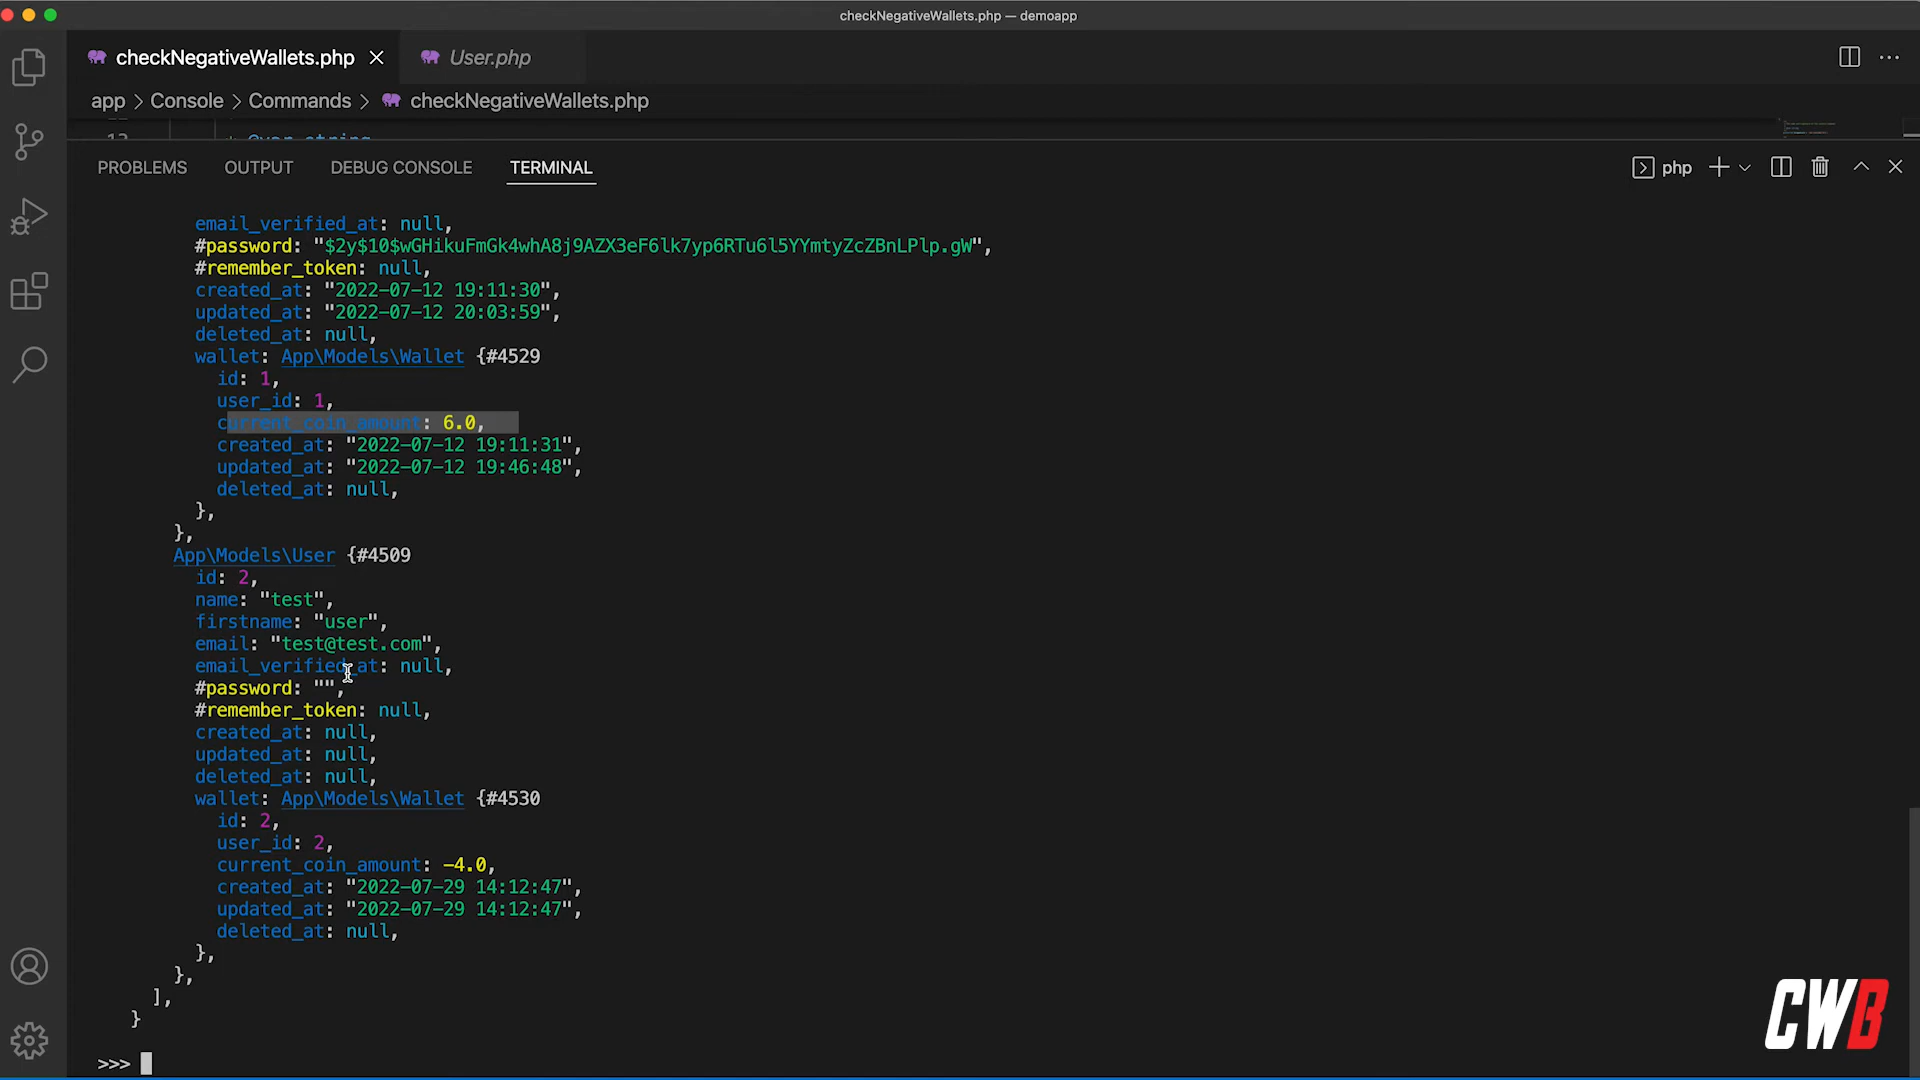 checkNegativeWallets.php — demoapp
checkNegativeWallets.php
User.php
app > Console > Commands > checkNegativeWallets.php
PROBLEMS
OUTPUT
DEBUG CONSOLE
TERMINAL
php
email_verified_at: null,
#password: "$2y$10$wGHikuFmGk4whA8j9AZX3eF6lk7yp6RTu6l5YYmtyZcZBnLPlp.gW",
#remember_token: null,
created_at: "2022-07-12 19:11:30",
updated_at: "2022-07-12 20:03:59",
deleted_at: null,
wallet: App\Models\Wallet {#4529
id: 1,
user_id: 1,
current_coin_amount: 6.0,
created_at: "2022-07-12 19:11:31",
updated_at: "2022-07-12 19:46:48",
deleted_at: null,
},
},
App\Models\User {#4509
id: 2,
name: "test",
firstname: "user",
email: "test@test.com",
email_verified_at: null,
#password: "",
#remember_token: null,
created_at: null,
updated_at: null,
deleted_at: null,
wallet: App\Models\Wallet {#4530
id: 2,
user_id: 2,
current_coin_amount: -4.0,
created_at: "2022-07-29 14:12:47",
updated_at: "2022-07-29 14:12:47",
deleted_at: null,
},
},
],
}
>>>
CWB